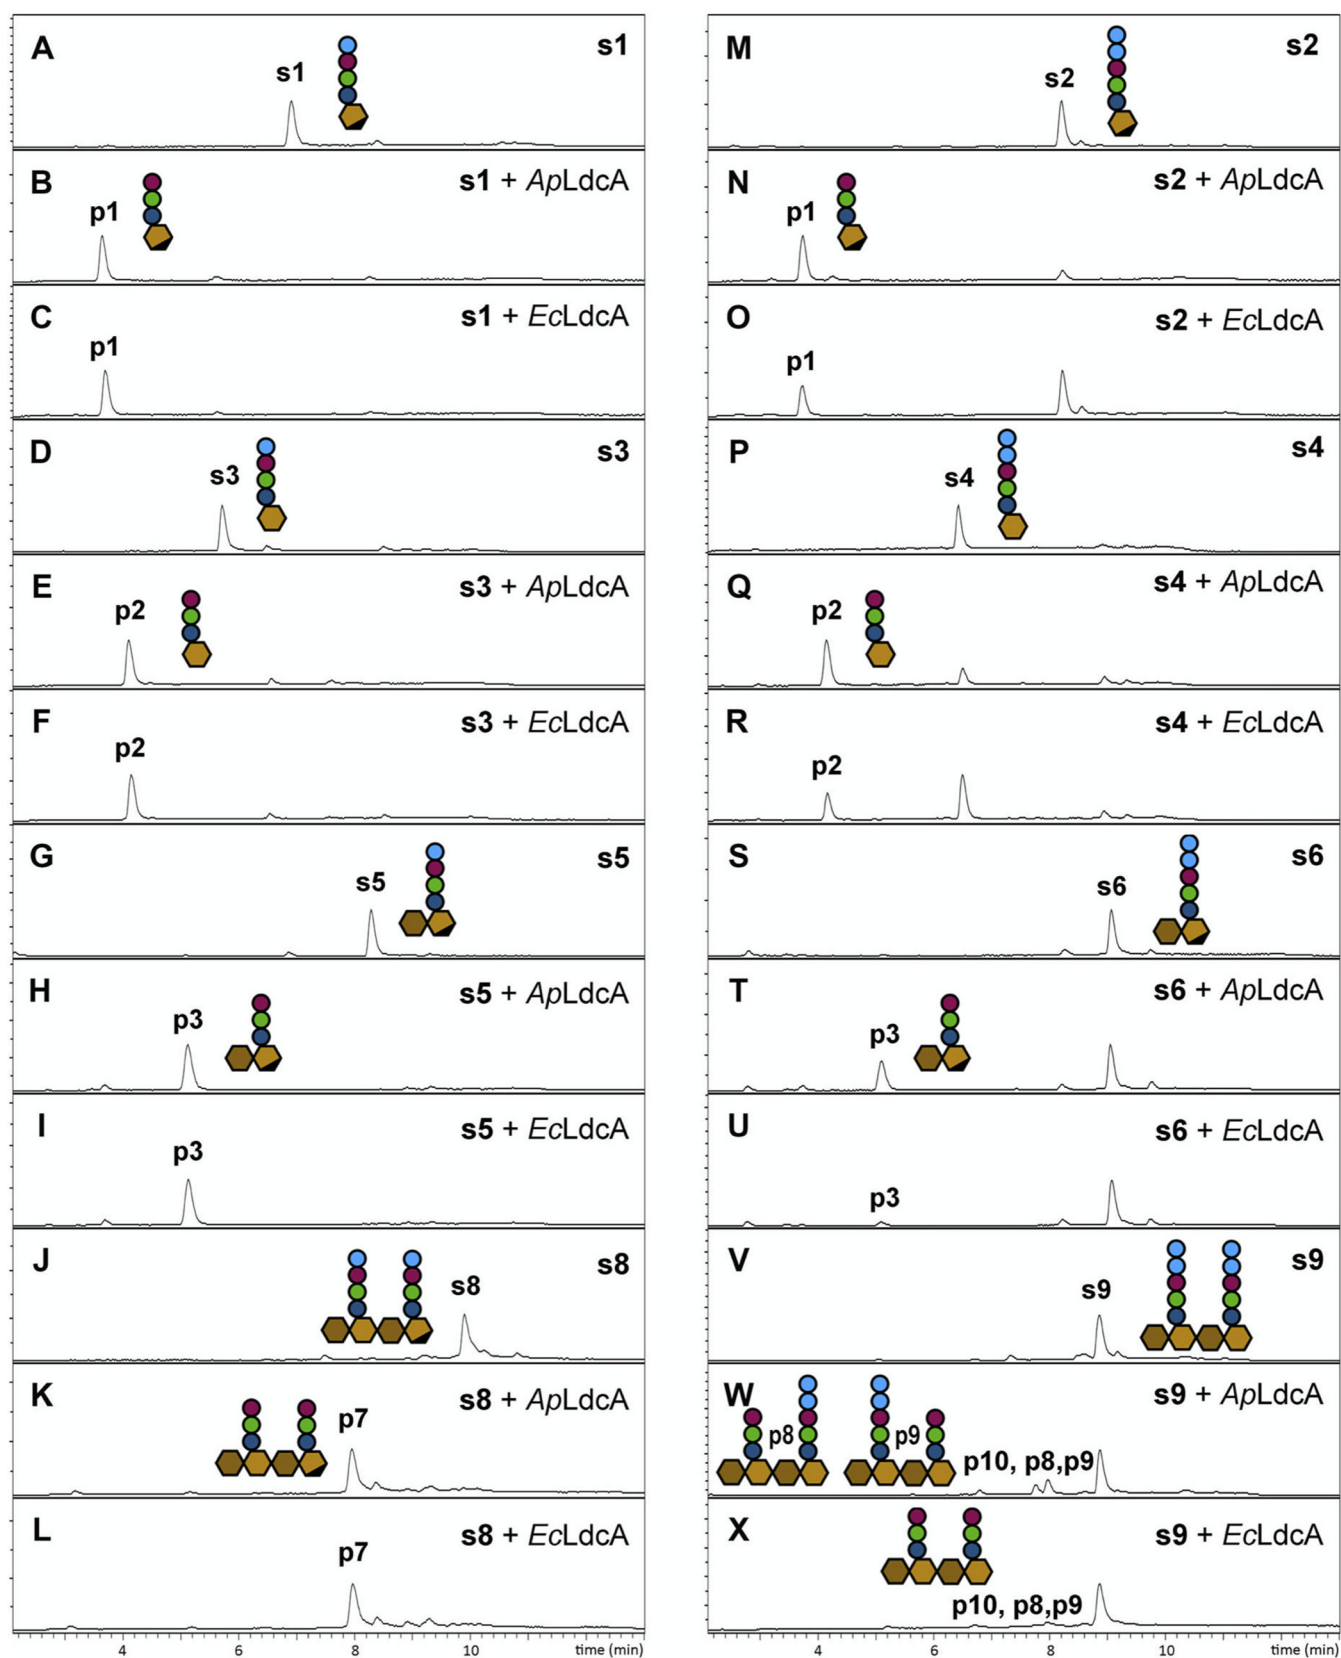 A s1 s1
B p1 s1 + ApLdcA
C p1 s1 + EcLdcA
D s3 s3
E p2 s3 + ApLdcA
F p2 s3 + EcLdcA
G s5 s5
H p3 s5 + ApLdcA
I p3 s5 + EcLdcA
J s8 s8
K p7 s8 + ApLdcA
L p7 s8 + EcLdcA
4 6 8 10 time (min)
M s2 s2
N p1 s2 + ApLdcA
O p1 s2 + EcLdcA
P s4 s4
Q p2 s4 + ApLdcA
R p2 s4 + EcLdcA
S s6 s6
T p3 s6 + ApLdcA
U p3 s6 + EcLdcA
V s9 s9
W p8 p9 s9 + ApLdcA
p10, p8,p9
X s9 + EcLdcA
p10, p8,p9
4 6 8 10 time (min)